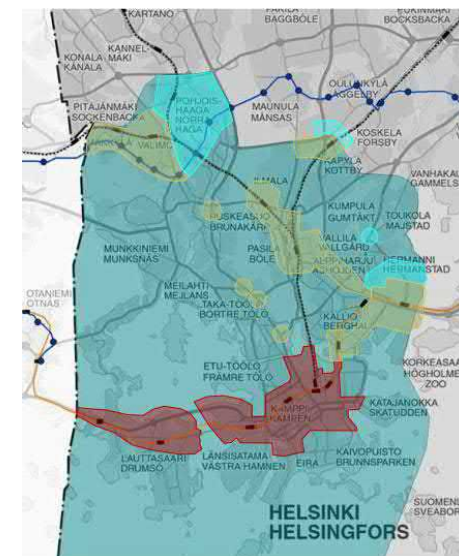 KARTANO
PAKILA
BAGGBÖLE
BOCKSBACKA
KONALA
KÅNALA
KANNEL
MÄKI
PITÄJÄNMÄKI
SOCKENBACKA
POHJOIS-
HAAGA
NORRA
HAGA
MAUNULA
MÅNSAS
OULUNKYLÄ
ÅGGELBY
VALIMO
KOSKELA
FORSBY
KÄPYLÄ
KOTTBY
ILMALA
VANHAKAU
GAMMELS
KUMPULA
GUMTÄKT
TOUKOLA
MAJSTAD
RUSKEASUO
BRUNAKÄRR
VALLILA
VALLGÅRD
MUNKKINIEMI
MUNKSNÄS
PASILA
BÖLE
HERMANNI
HERMANSTAD
MEILAHTI
MEJLANS
OTANIEMI
OTNÄS
TAKA-TÖÖLÖ
BORTRE TÖLÖ
KALLIO
BERGHÄLL
ETU-TÖÖLÖ
FRÄMRE TÖLÖ
KORKEASAA
HÖGHOLME
ZOO
KAMPPI
KAMPEN
KATAJANOKKA
SKATUDDEN
LAUTTASAARI
DRUMSÖ
LÄNSISATAMA
VÄSTRA HAMNEN
EIRA
KAIVOPUISTO
BRUNNSPARKEN
SUOMENL
SVEABOR
HELSINKI
HELSINGFORS